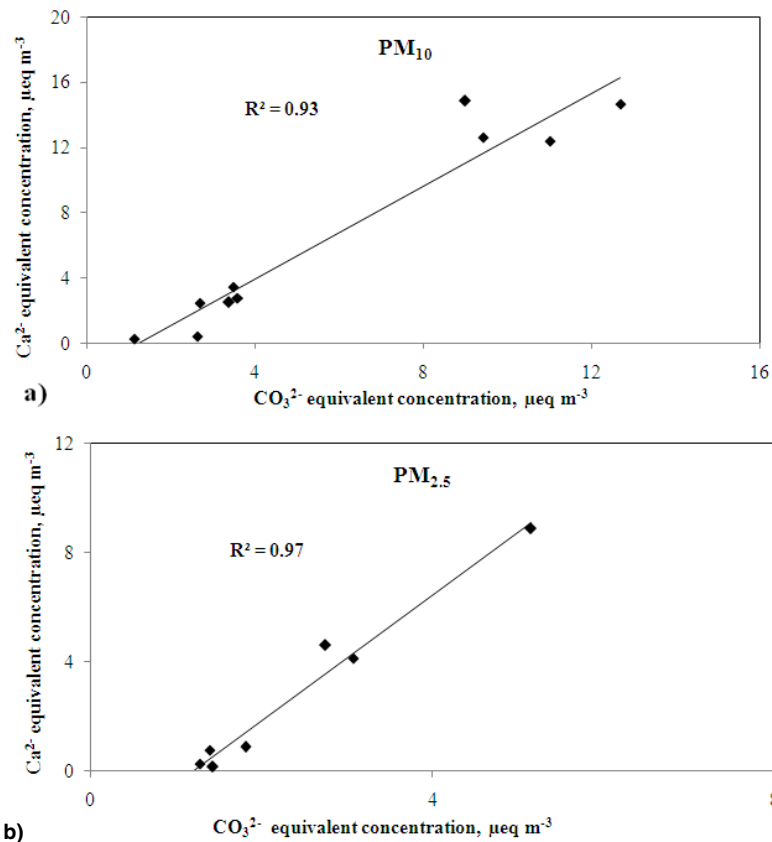 20
PM₁₀
16
R² = 0.93
12
8
4
0
Ca²⁻ equivalent concentration, µeq m⁻³
0 4 8 12 16
a)
CO₃²⁻ equivalent concentration, µeq m⁻³
12
PM₂.₅
8
R² = 0.97
4
0
Ca²⁻ equivalent concentration, µeq m⁻³
0 4 8
CO₃²⁻ equivalent concentration, µeq m⁻³
b)